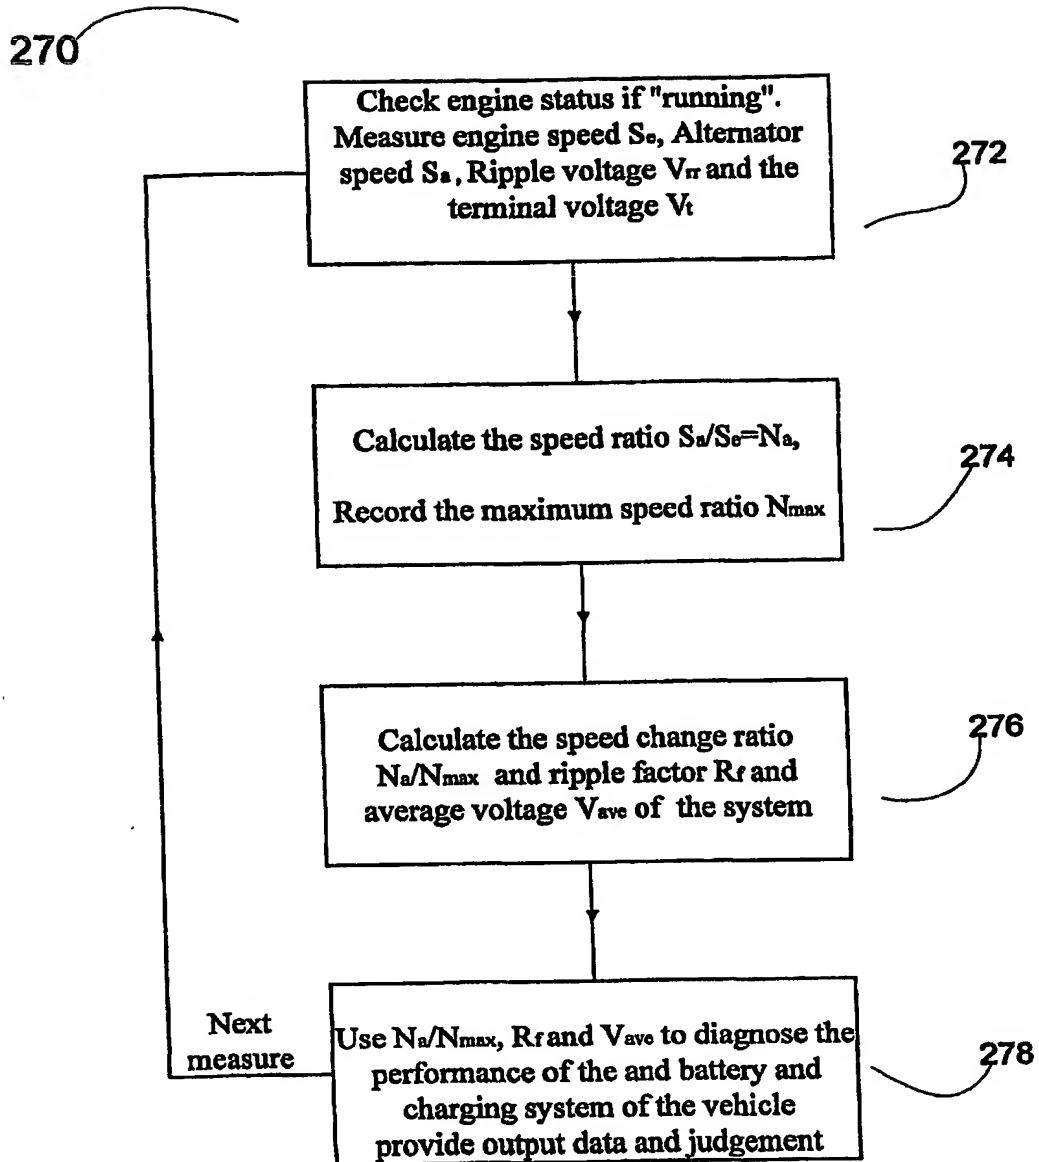 270
Check engine status if "running".
Measure engine speed Se, Alternator
speed Sa, Ripple voltage Vrr and the
terminal voltage Vt
272
Calculate the speed ratio Sa/Se=Na,
Record the maximum speed ratio Nmax
274
Calculate the speed change ratio
Na/Nmax and ripple factor Rf and
average voltage Vave of the system
276
Next
measure
Use Na/Nmax, Rf and Vave to diagnose the
performance of the and battery and
charging system of the vehicle
provide output data and judgement
278